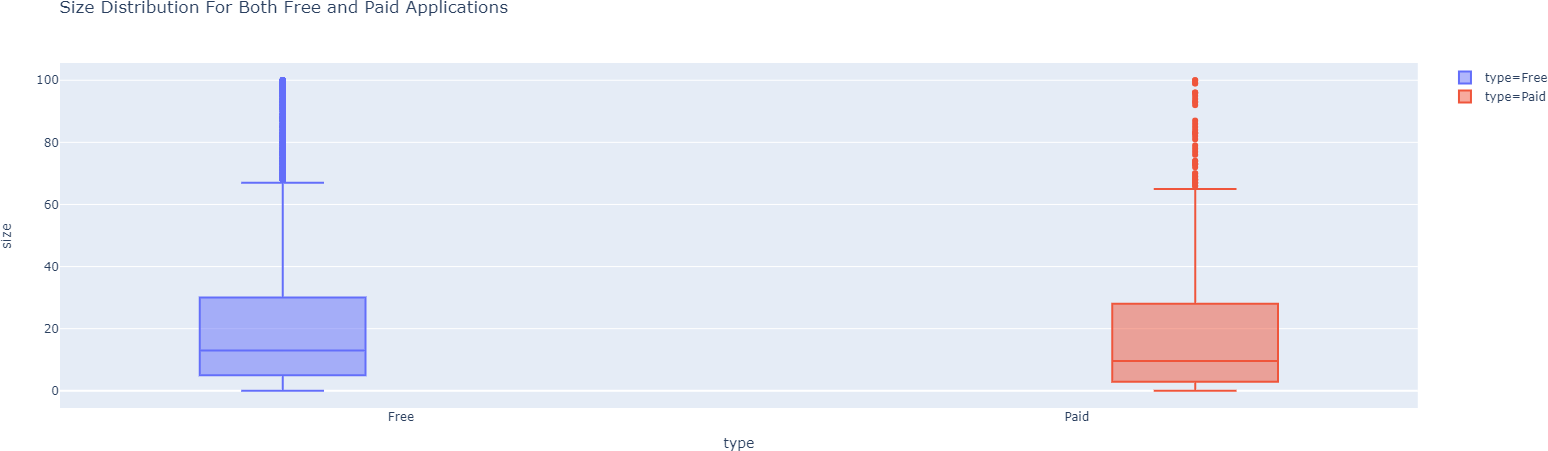 Size Distribution For Both Free and Paid Applications
type=Free
type=Paid
100
80
60
40
20
0
size
Free
Paid
type